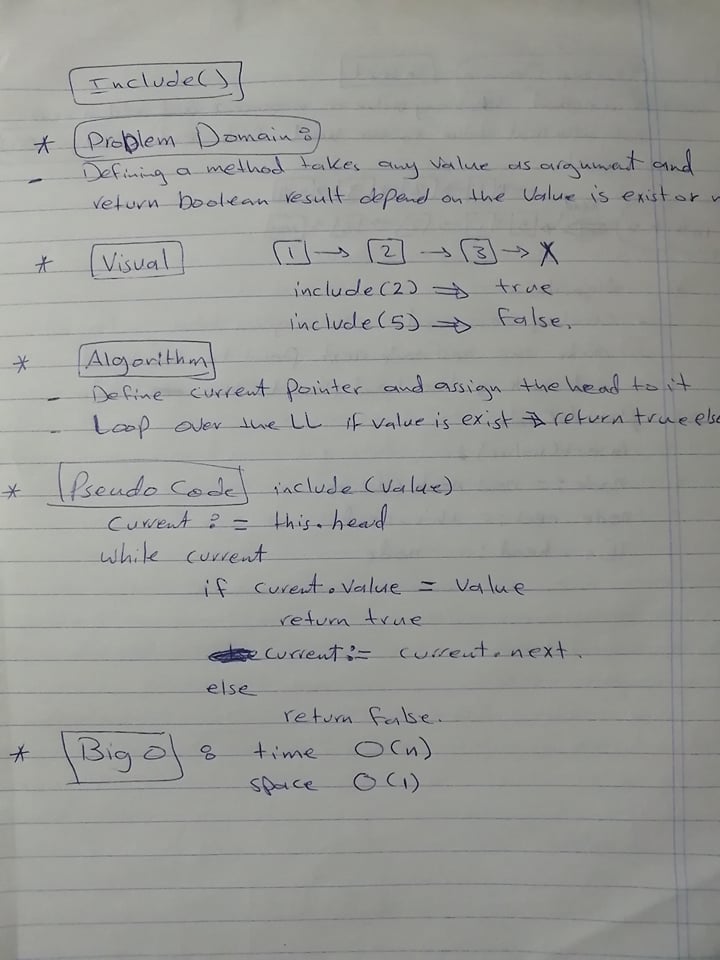 Include()
* Problem Domain :
- Defining a method takes any value as argument and
return boolean result depend on the Value is exist or
* Visual 1 → 2 → 3 → X
include(2) ⇒ true
include(5) ⇒ False.
* Algorithm
- Define current pointer and assign the head to it
- Loop over the LL if value is exist ⇒ return true else
* Pseudo Code include (value)
Current := this.head
while current
if curent.value = value
return true
current := current.next.
else
return False.
* Big O : time O(n)
space O(1)